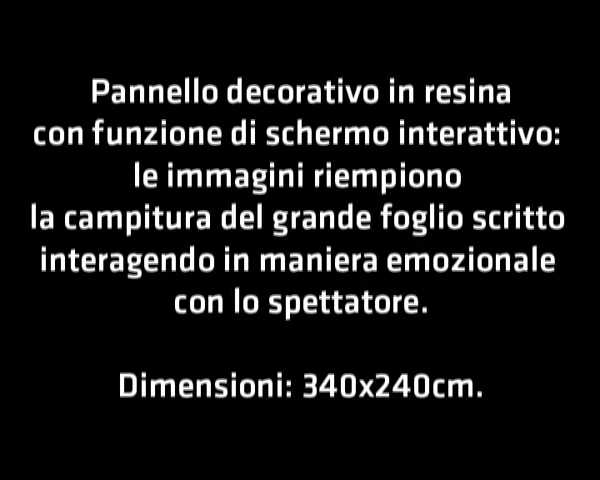 Pannello decorativo in resina
con funzione di schermo interattivo:
le immagini riempiono
la campitura del grande foglio scritto
interagendo in maniera emozionale
con lo spettatore.
Dimensioni: 340x240cm.